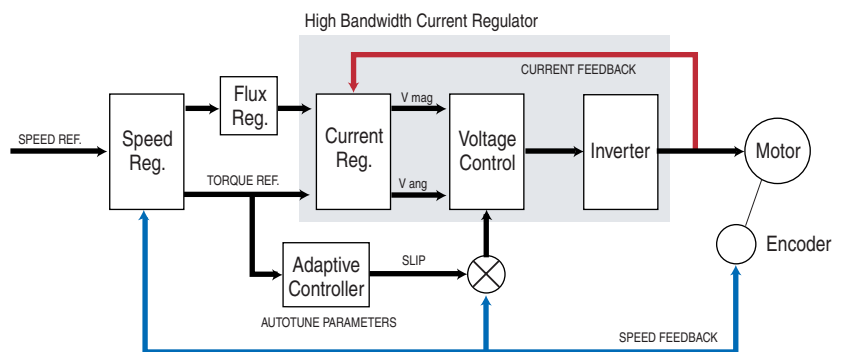 High Bandwidth Current Regulator
CURRENT FEEDBACK
Flux
Reg.
V mag
SPEED REF.
Speed
Reg.
Current
Reg.
Voltage
Control
Inverter
Motor
TORQUE REF.
V ang
Adaptive
Controller
SLIP
Encoder
AUTOTUNE PARAMETERS
SPEED FEEDBACK